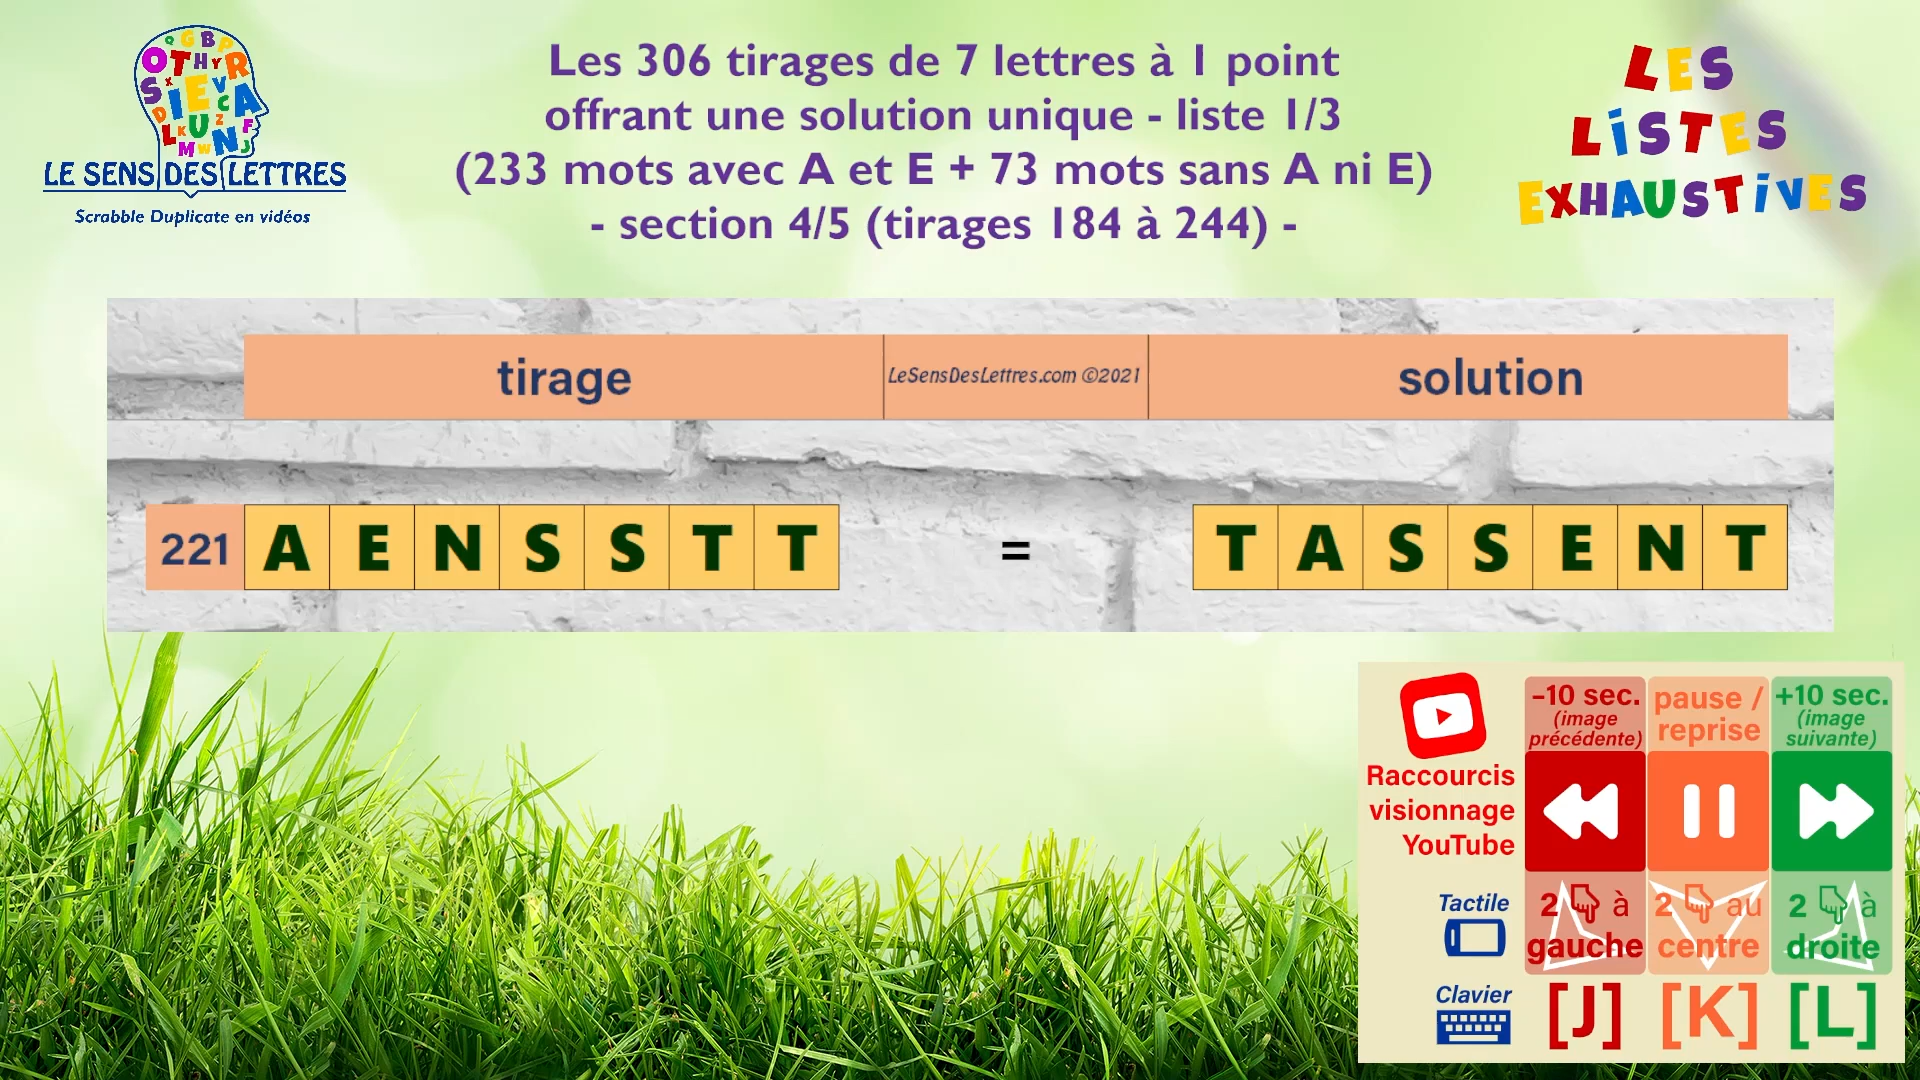 LE SENS DES LETTRES
Scrabble Duplicate en vidéos
Les 306 tirages de 7 lettres à 1 point
offrant une solution unique - liste 1/3
(233 mots avec A et E + 73 mots sans A ni E)
- section 4/5 (tirages 184 à 244) -
LES
LiSTES
EXHAUSTiVES
tirage
LeSensDesLettres.com ©2021
solution
221 A E N S S T T = T A S S E N T
Raccourcis
visionnage
YouTube
–10 sec.
(image
précédente)
pause /
reprise
+10 sec.
(image
suivante)
Tactile
2 à
gauche
2 au
centre
2 à
droite
Clavier
[J] [K] [L]